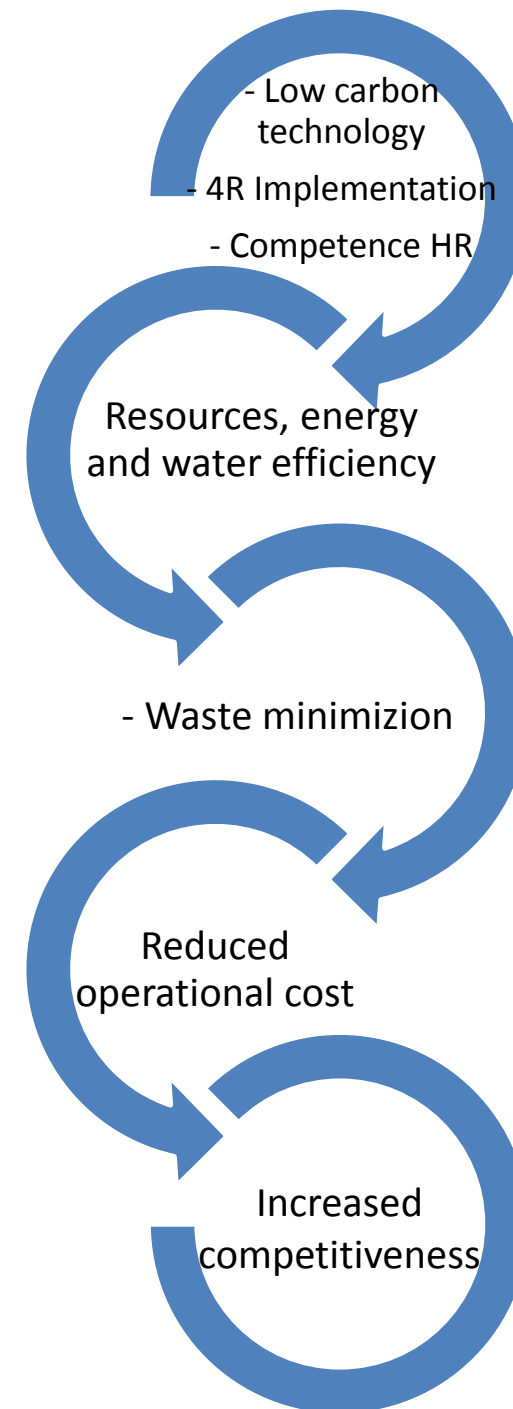 - Low carbon
technology
- 4R Implementation
- Competence HR
Resources, energy
and water efficiency
- Waste minimizion
Reduced
operational cost
Increased
competitiveness